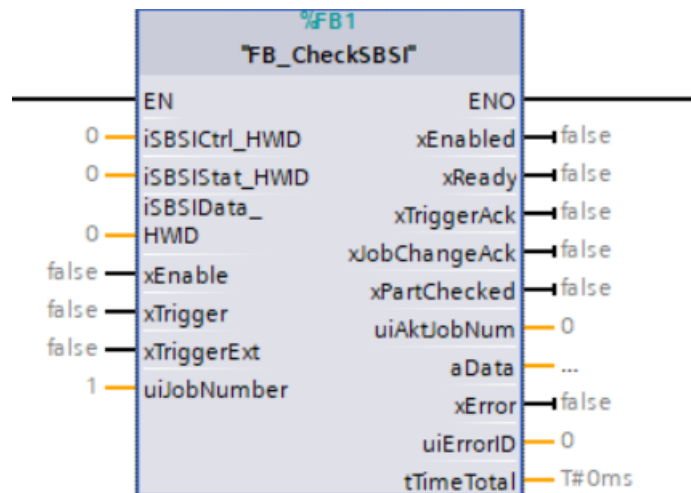 %FB1
"FB_CheckSBSI"
EN ENO
0 iSBSICtrl_HWID xEnabled false
0 iSBSIStat_HWID xReady false
iSBSIData_
0 HWID xTriggerAck false
false xEnable xJobChangeAck false
false xTrigger xPartChecked false
false xTriggerExt uiAktJobNum 0
1 uiJobNumber aData ...
xError false
uiErrorID 0
tTimeTotal T#0ms